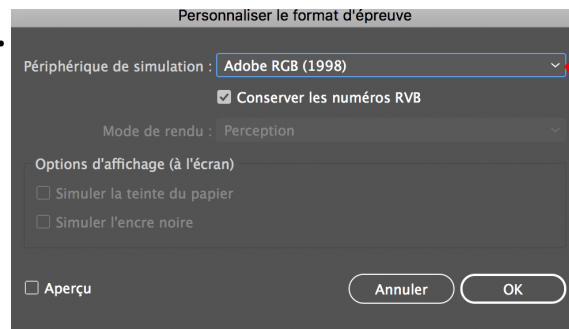 Personnaliser le format d'épreuve
Périphérique de simulation : Adobe RGB (1998)
Conserver les numéros RVB
Mode de rendu : Perception
Options d'affichage (à l'écran)
Simuler la teinte du papier
Simuler l'encre noire
Aperçu Annuler OK